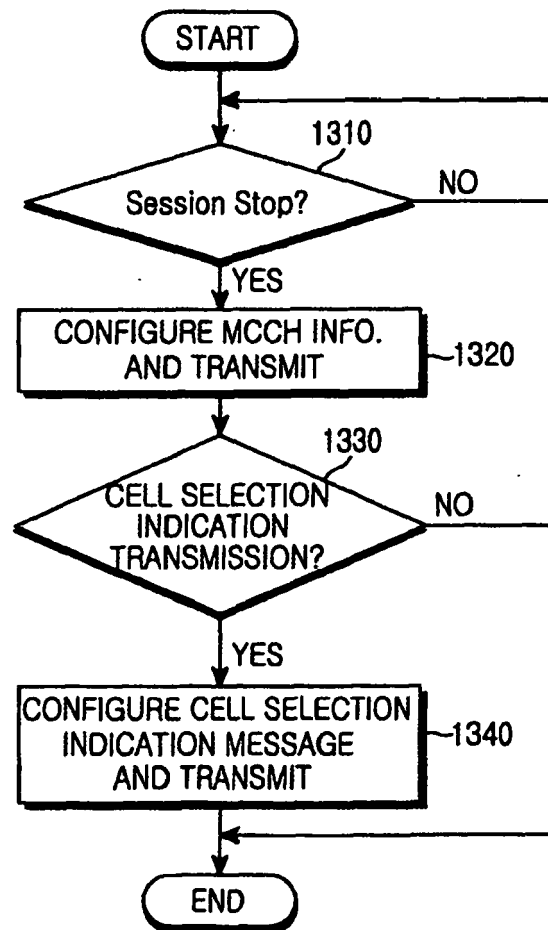 START
1310
Session Stop?
NO
YES
CONFIGURE MCCH INFO.
AND TRANSMIT
1320
1330
CELL SELECTION
INDICATION
TRANSMISSION?
NO
YES
CONFIGURE CELL SELECTION
INDICATION MESSAGE
AND TRANSMIT
1340
END